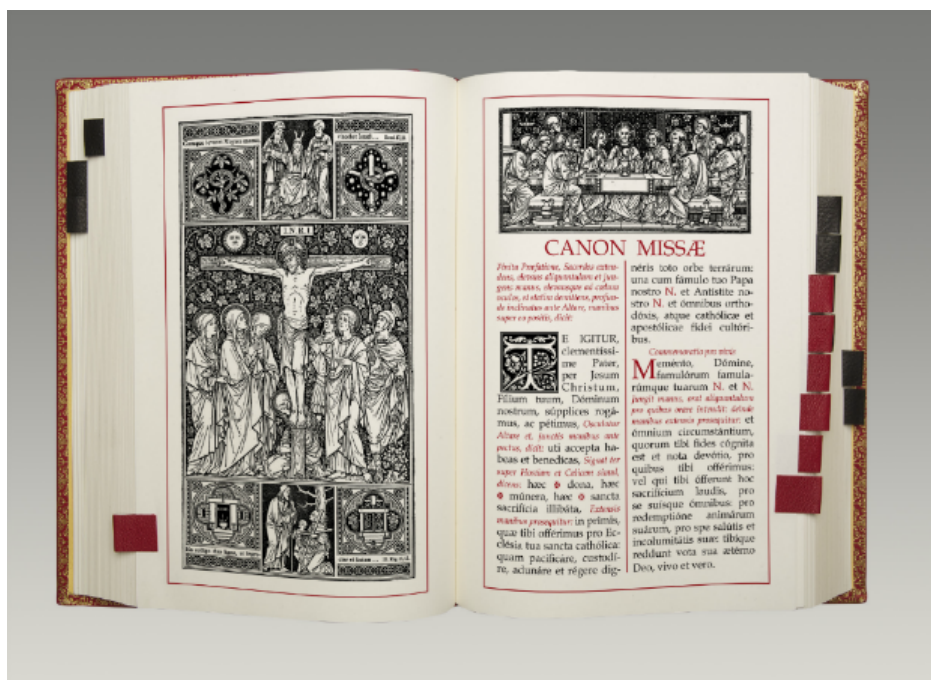 I.N.R.I
CANON MISSÆ
Finita Præfatione, Sacerdos exten-
dens, elevans aliquantulum et jun-
gens manus, elevansque ad cœlum
oculos, et statim demittens, profun-
de inclinatus ante Altare, manibus
super eo positis, dicit:
TE IGITUR,
clementíssi-
me Pater,
per Jesum
Christum,
Fílium tuum, Dóminum
nostrum, súpplices rogá-
mus, ac pétimus, Osculatur
Altare et, junctis manibus ante
pectus, dicit: uti accepta há-
beas et benedícas, Signat ter
super Hostiam et Calicem simul,
dicens: hæc ✠ dona, hæc
✠ múnera, hæc ✠ sancta
sacrifícia illibáta, Extensis
manibus prosequitur: in primis,
quæ tibi offérimus pro Ec-
clésia tua sancta cathólica:
quam pacificáre, custodí-
re, adunáre et régere dig-
néris toto orbe terrárum:
una cum fámulo tuo Papa
nostro N. et Antístite no-
stro N. et ómnibus ortho-
dóxis, atque cathólicæ et
apostólicæ fídei cultóri-
bus.
Commemoratio pro vivis
Meménto, Dómine,
famulórum famula-
rúmque tuarum N. et N.
Jungit manus, orat aliquantulum
pro quibus orare intendit: deinde
manibus extensis prosequitur: et
ómnium circumstántium,
quorum tibi fides cógnita
est et nota devótio, pro
quibus tibi offérimus:
vel qui tibi ófferunt hoc
sacrifícium laudis, pro
se suisque ómnibus: pro
redemptióne animárum
suárum, pro spe salútis et
incolumitátis suæ: tibíque
reddunt vota sua ætérno
Deo, vivo et vero.